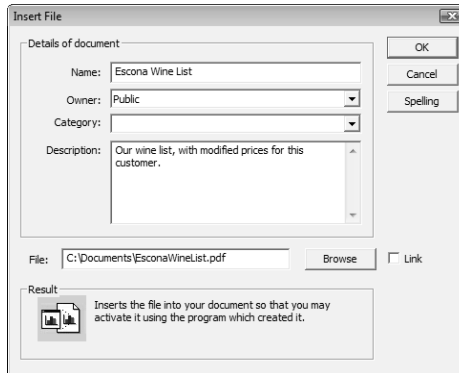 Insert File
Details of document
Name: Escona Wine List
Owner: Public
Category:
Description: Our wine list, with modified prices for this
customer.
OK
Cancel
Spelling
File: C:\Documents\EsconaWineList.pdf Browse Link
Result
Inserts the file into your document so that you may
activate it using the program which created it.